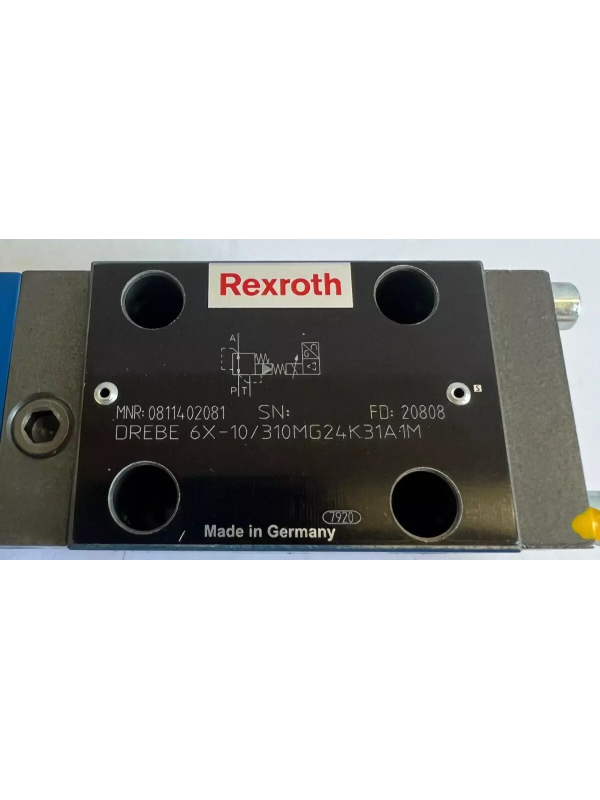 Rexroth
A
G
U
P T
MNR: 0811402081 SN: FD: 20808
S
DREBE 6X-10/310MG24K31A1M
7920
Made in Germany